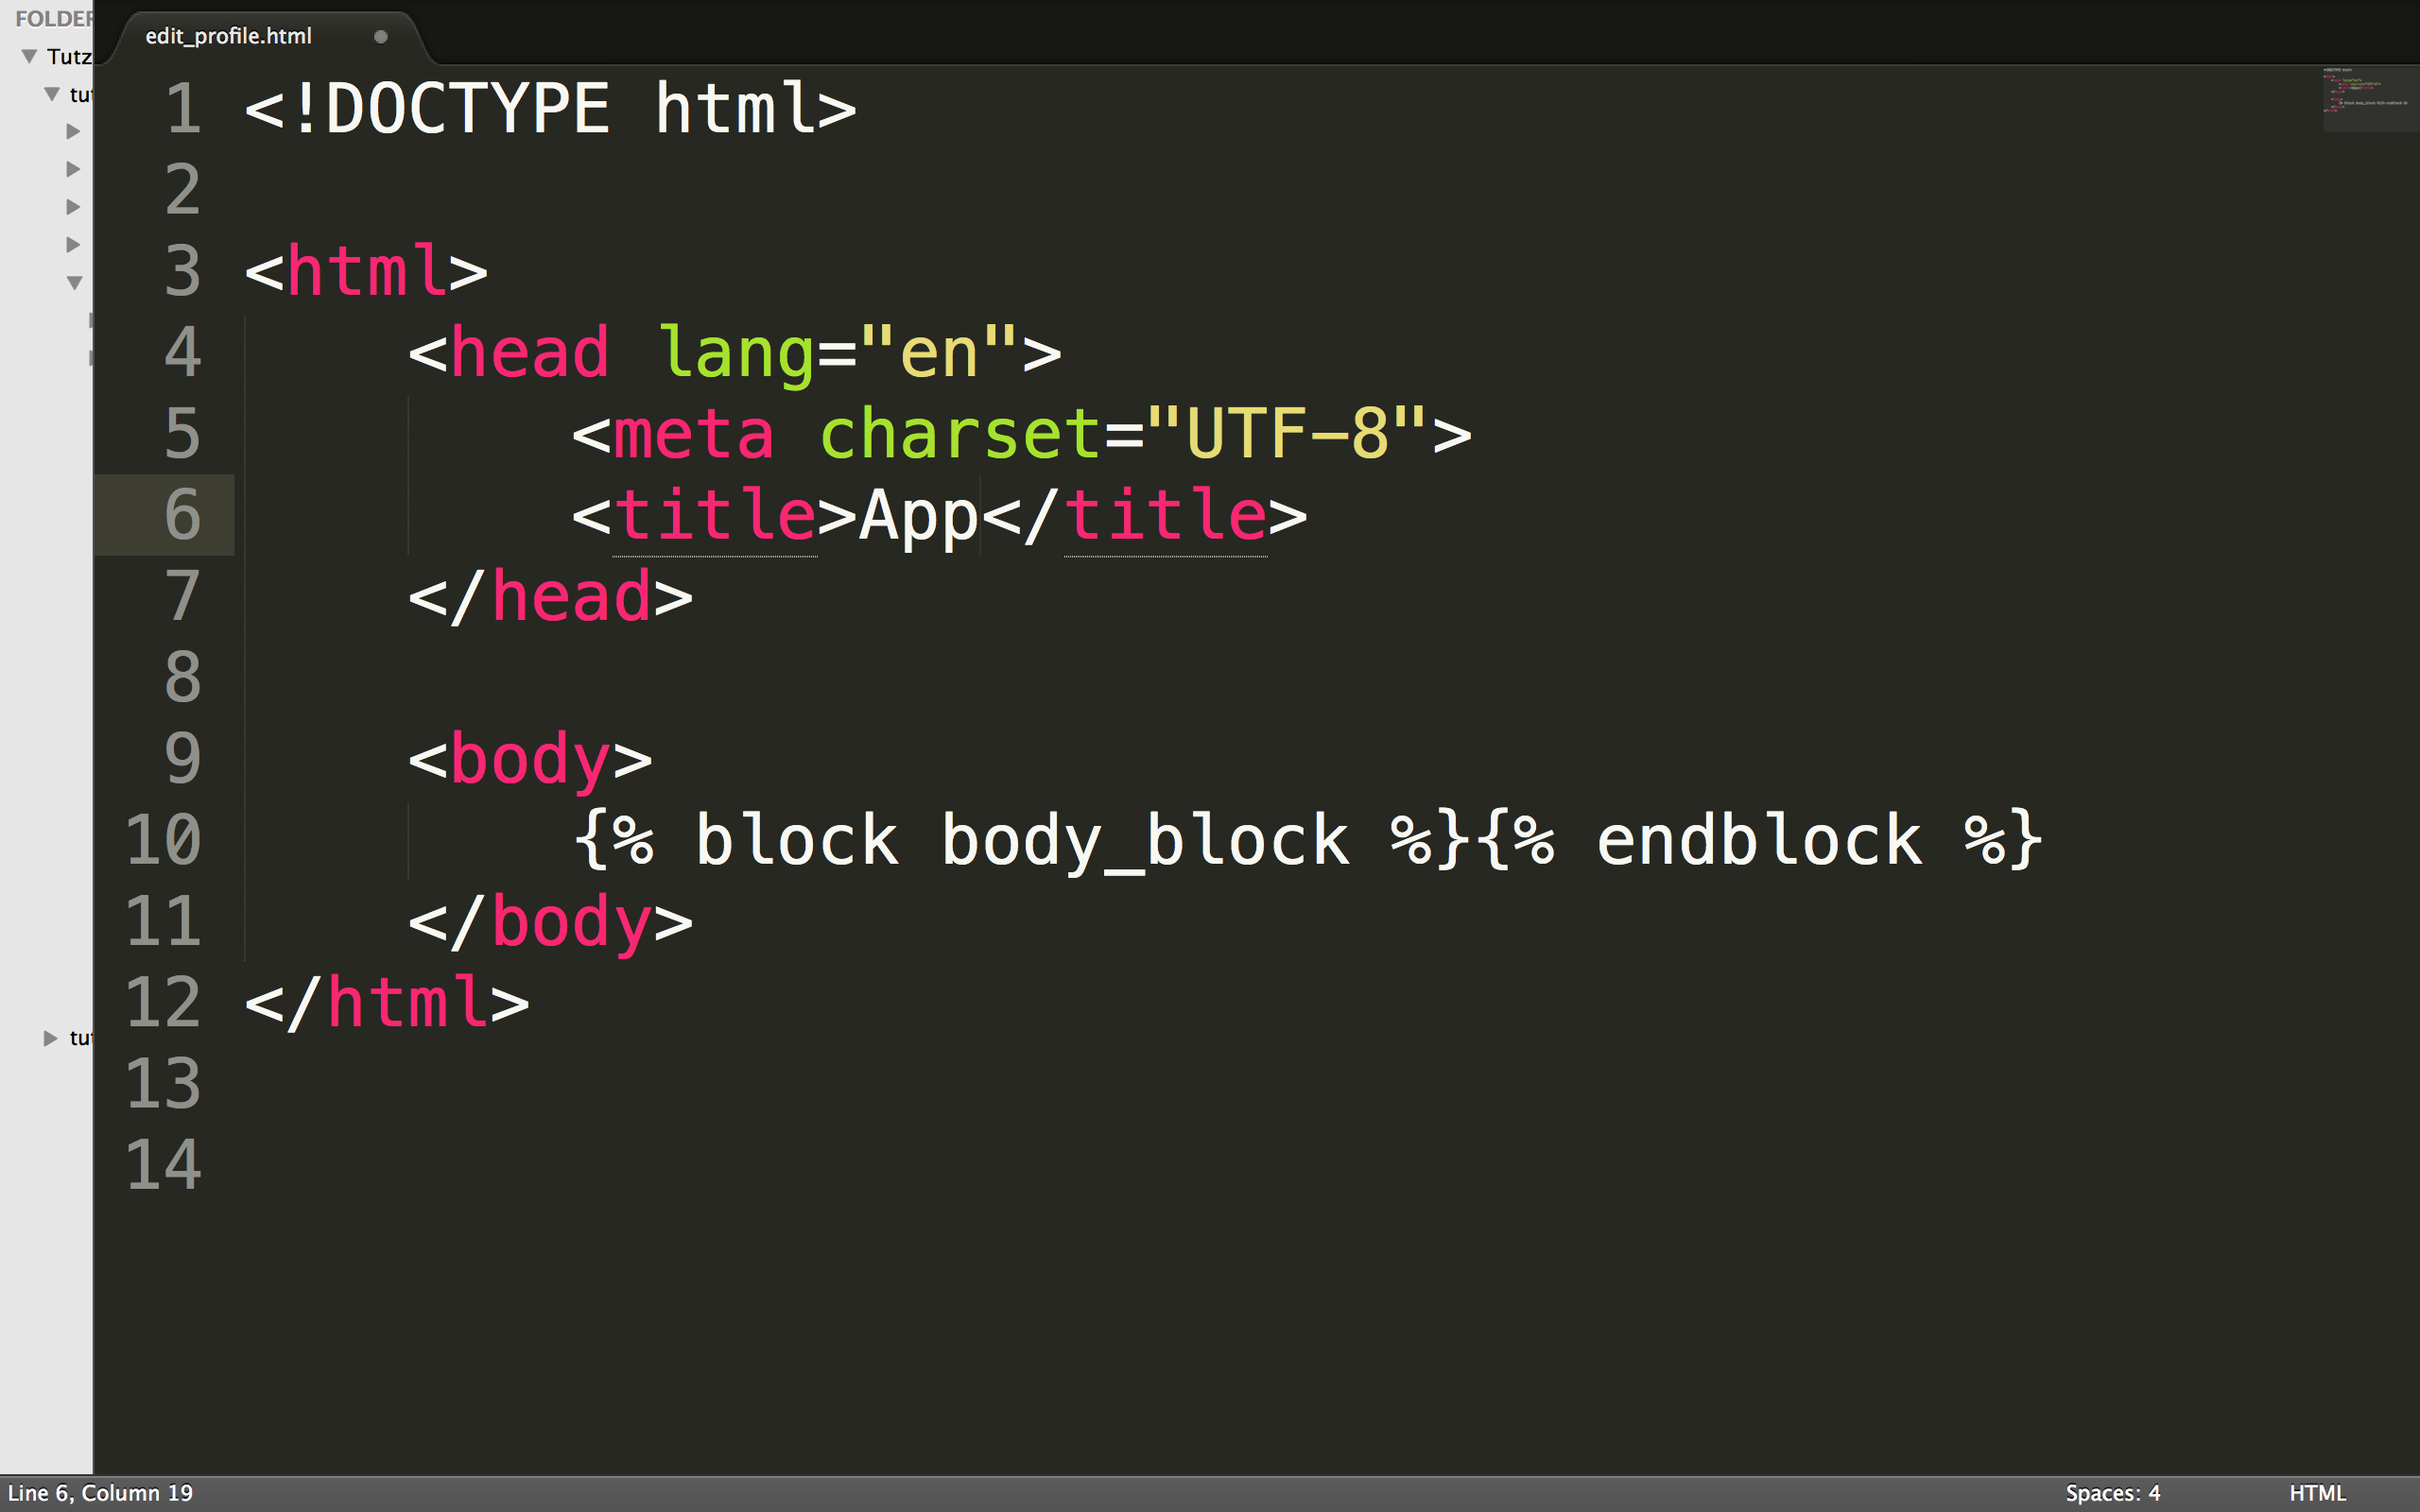 FOLDER
edit_profile.html
Tutz
tut
1 <!DOCTYPE html>
2
3 <html>
4 <head lang="en">
5 <meta charset="UTF-8">
6 <title>App</title>
7 </head>
8
9 <body>
10 {% block body_block %}{% endblock %}
11 </body>
12 </html>
tut
13
14
Line 6, Column 19
Spaces: 4
HTML